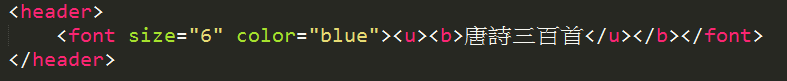 <header>
<font size="6" color="blue"><u><b>唐詩三百首</u></b></font>
</header>